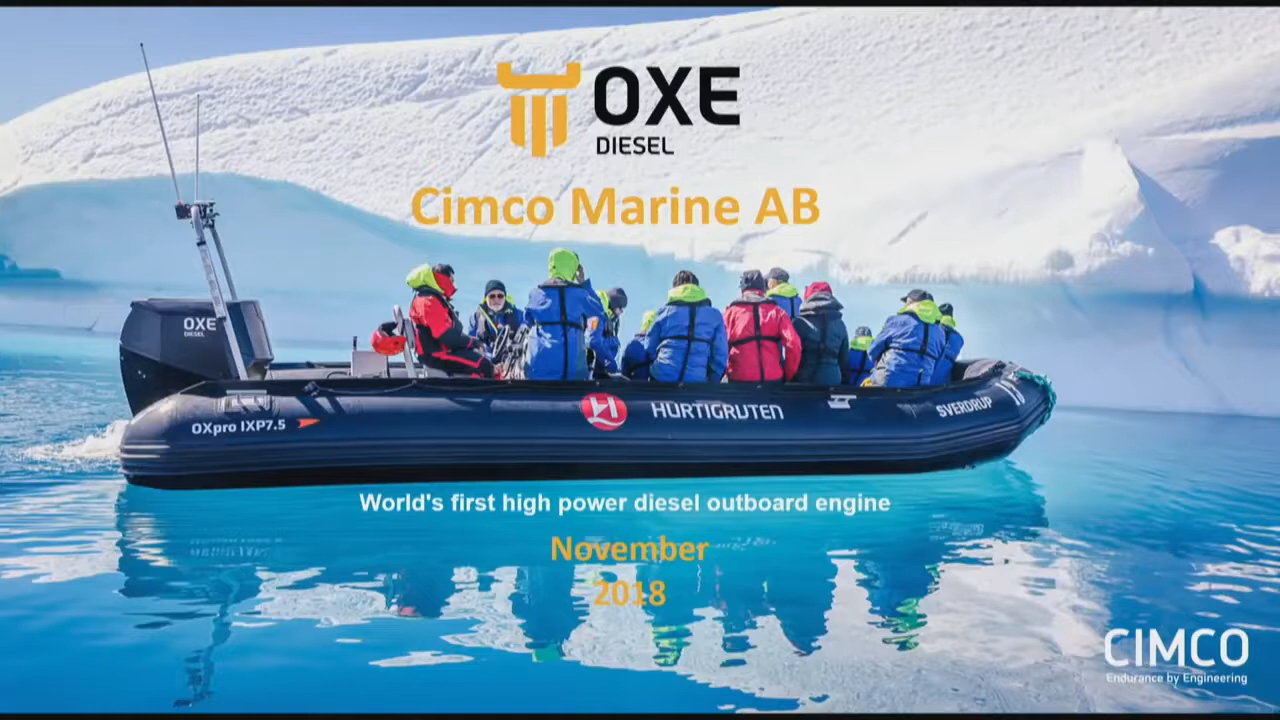 OXE
DIESEL
Cimco Marine AB
OXE
DIESEL
OXpro IXP7.5
HURTIGRUTEN
SVERDRUP
World's first high power diesel outboard engine
November
2018
CIMCO
Endurance by Engineering